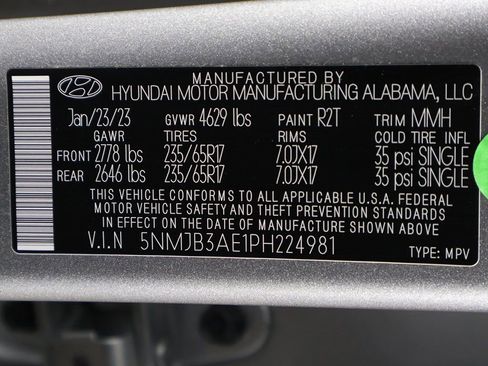 MANUFACTURED BY
HYUNDAI MOTOR MANUFACTURING ALABAMA, LLC
Jan/23/23 GVWR 4629 lbs PAINT R2T TRIM MMH
GAWR TIRES RIMS COLD TIRE INFL
FRONT 2778 lbs 235/65R17 7.0JX17 35 psi SINGLE
REAR 2646 lbs 235/65R17 7.0JX17 35 psi SINGLE
THIS VEHICLE CONFORMS TO ALL APPLICABLE U.S.A. FEDERAL
MOTOR VEHICLE SAFETY AND THEFT PREVENTION STANDARDS
IN EFFECT ON THE DATE OF MANUFACTURE SHOWN ABOVE.
V.I.N 5NMJB3AE1PH224981 TYPE: MPV